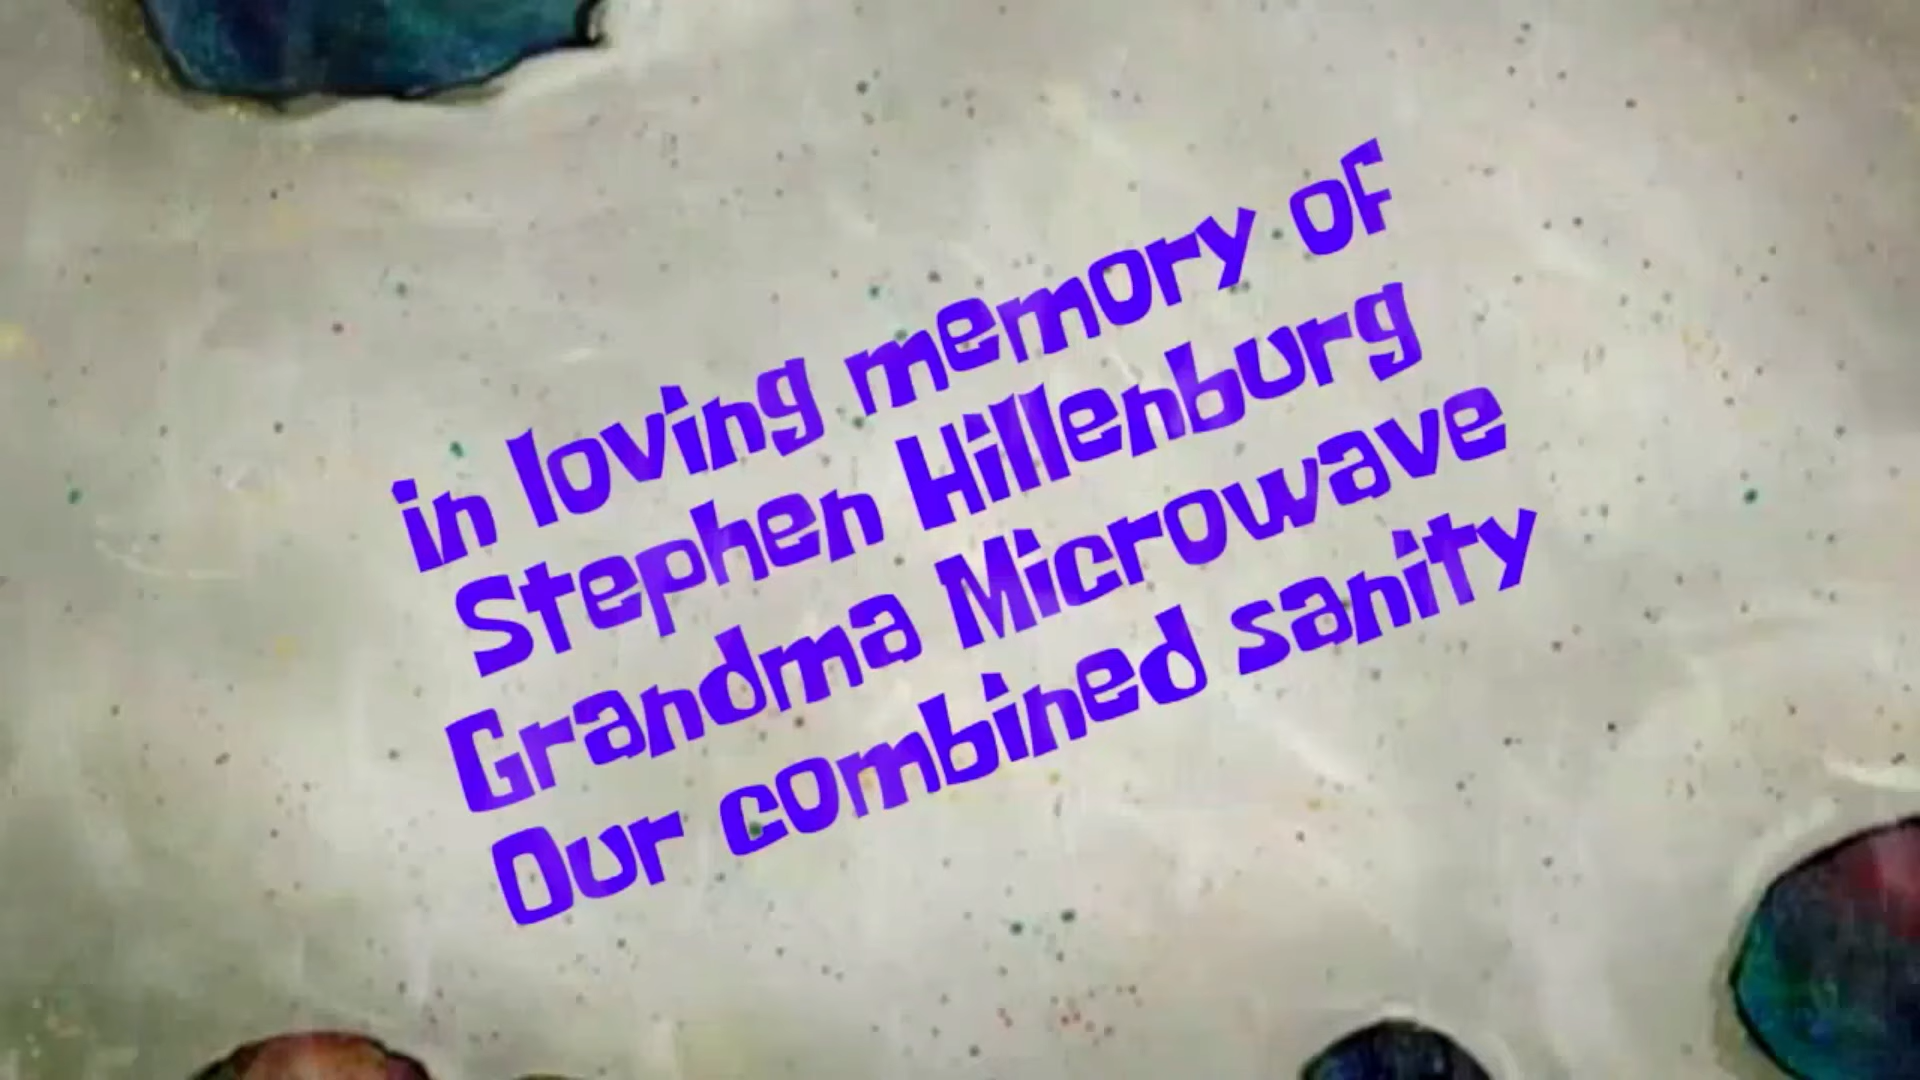 in loving memory of
Stephen Hillenburg
Grandma Microwave
Our combined sanity